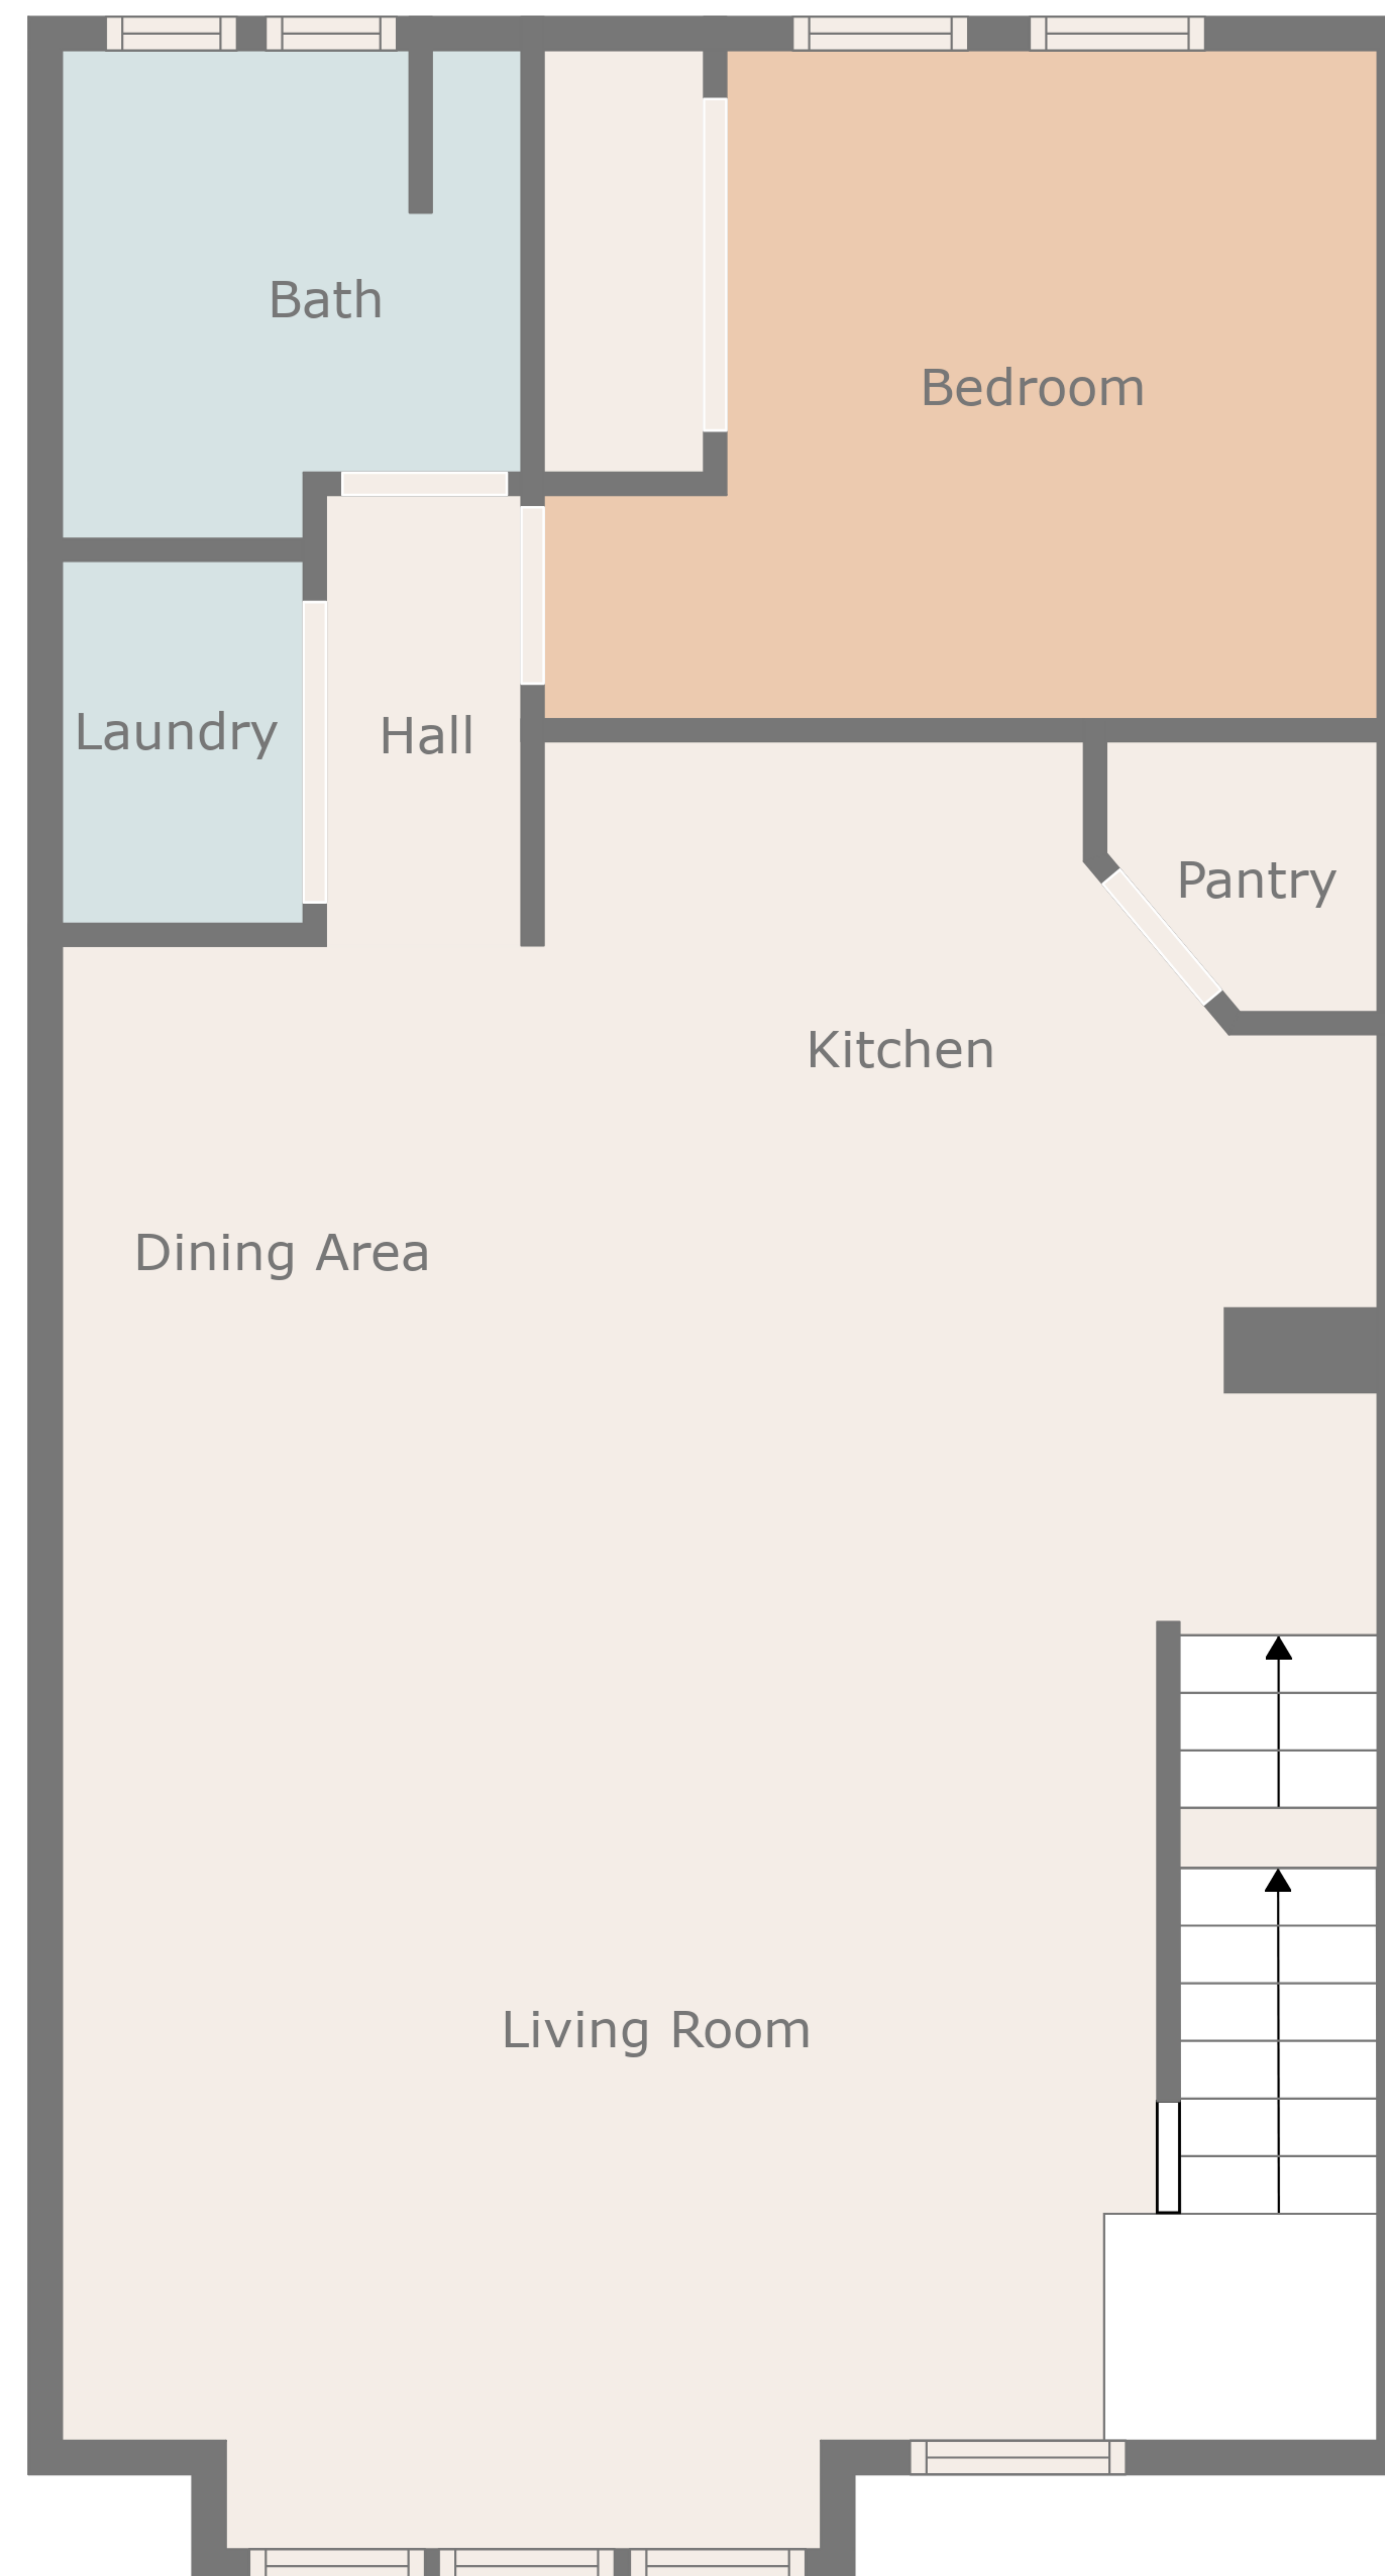 Bath
Bedroom
Laundry
Hall
Pantry
Kitchen
Dining Area
Living Room